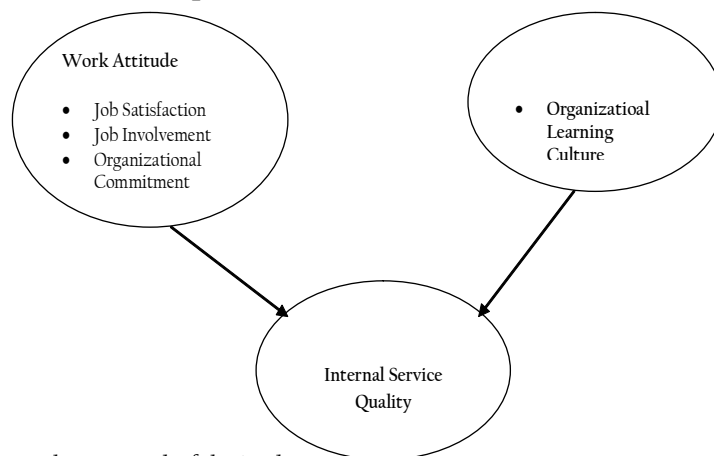 Work Attitude
• Job Satisfaction
• Job Involvement
• Organizational
Commitment
• Organizatioal
Learning
Culture
Internal Service
Quality